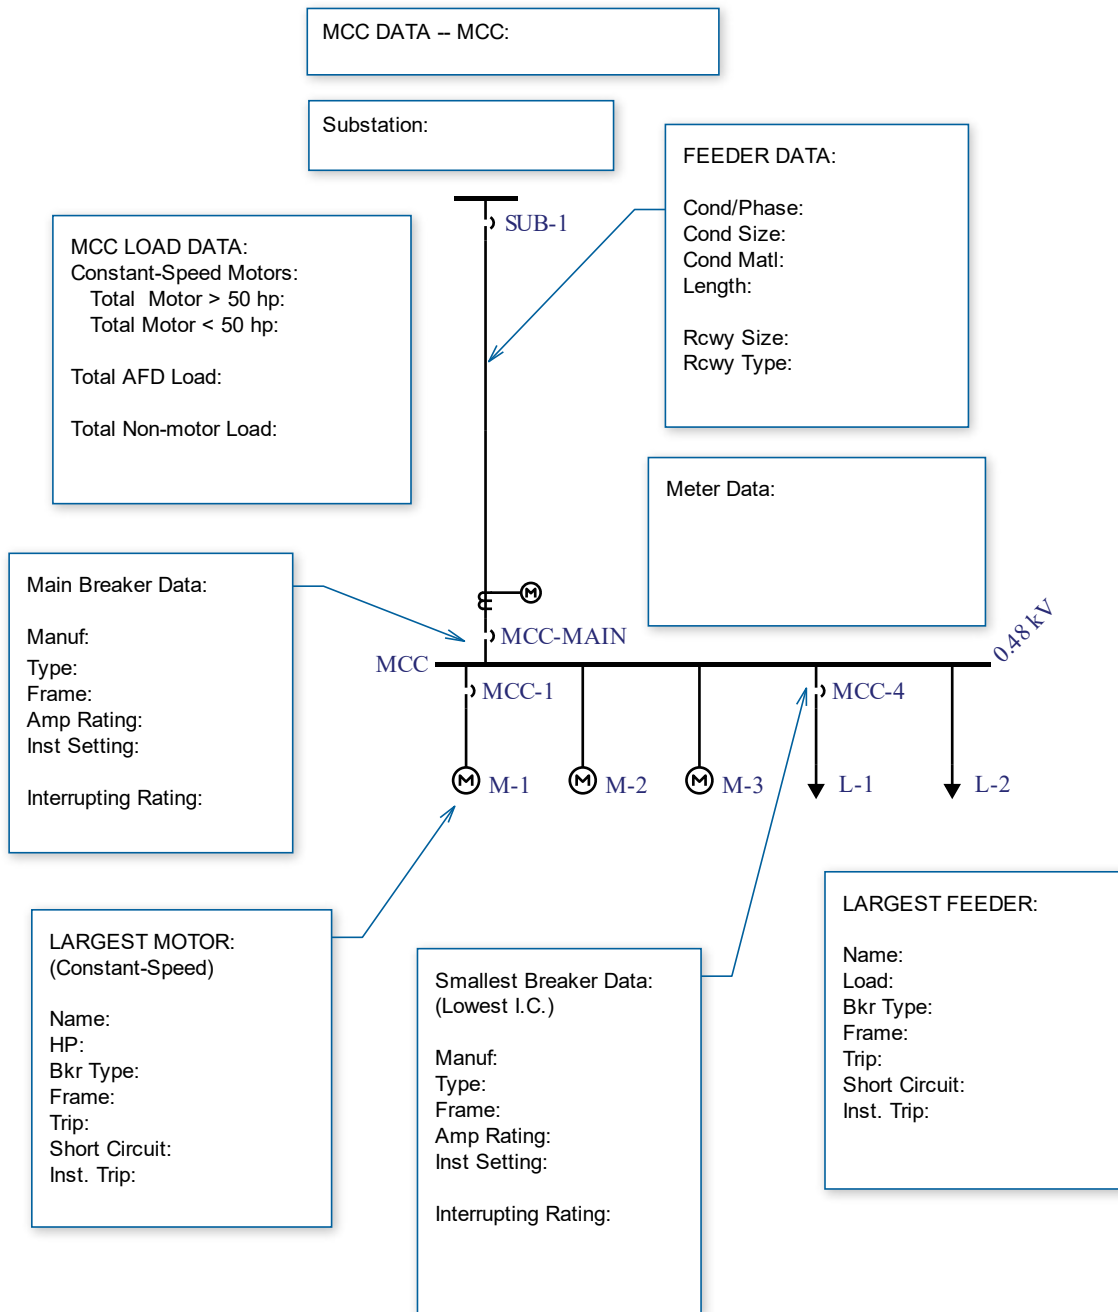 MCC DATA -- MCC:
Substation:
FEEDER DATA:
Cond/Phase:
Cond Size:
Cond Matl:
Length:
Rcwy Size:
Rcwy Type:
SUB-1
MCC LOAD DATA:
Constant-Speed Motors:
Total Motor > 50 hp:
Total Motor < 50 hp:
Total AFD Load:
Total Non-motor Load:
Meter Data:
Main Breaker Data:
Manuf:
Type:
Frame:
Amp Rating:
Inst Setting:
Interrupting Rating:
M
MCC-MAIN
MCC
0.48 kV
MCC-1
MCC-4
M
M-1
M
M-2
M
M-3
L-1
L-2
LARGEST MOTOR:
(Constant-Speed)
Name:
HP:
Bkr Type:
Frame:
Trip:
Short Circuit:
Inst. Trip:
Smallest Breaker Data:
(Lowest I.C.)
Manuf:
Type:
Frame:
Amp Rating:
Inst Setting:
Interrupting Rating:
LARGEST FEEDER:
Name:
Load:
Bkr Type:
Frame:
Trip:
Short Circuit:
Inst. Trip: